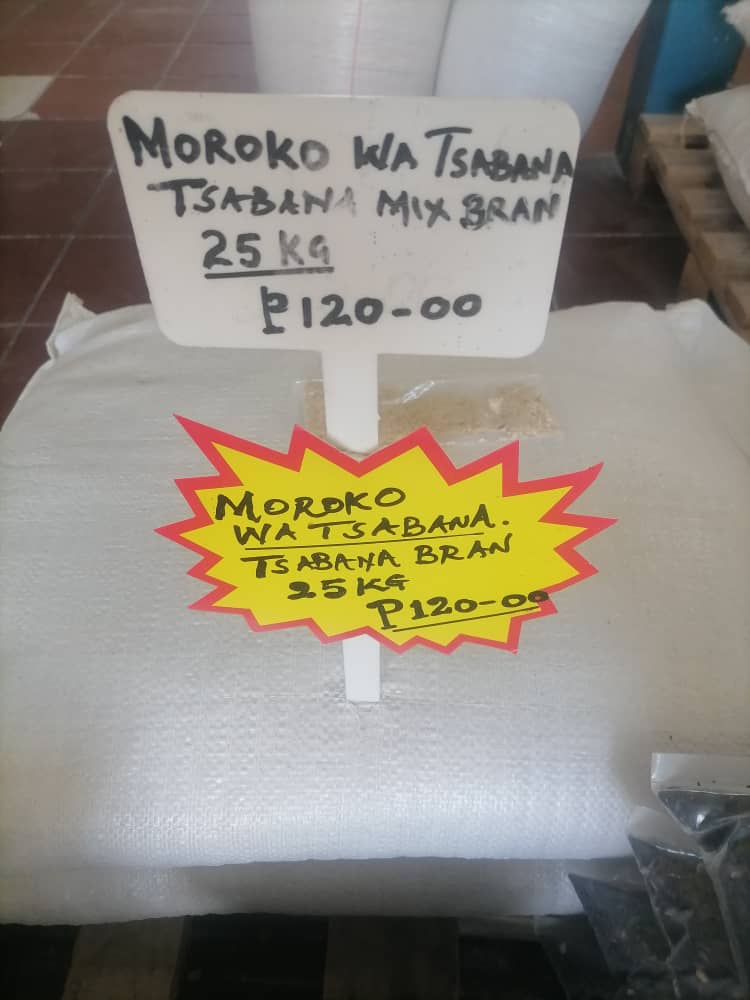 MOROKO WA TSABANA
TSABANA MIX BRAN
25 KG
P120-00
MOROKO
WA TSABANA.
TSABANA BRAN
25KG
P120-00